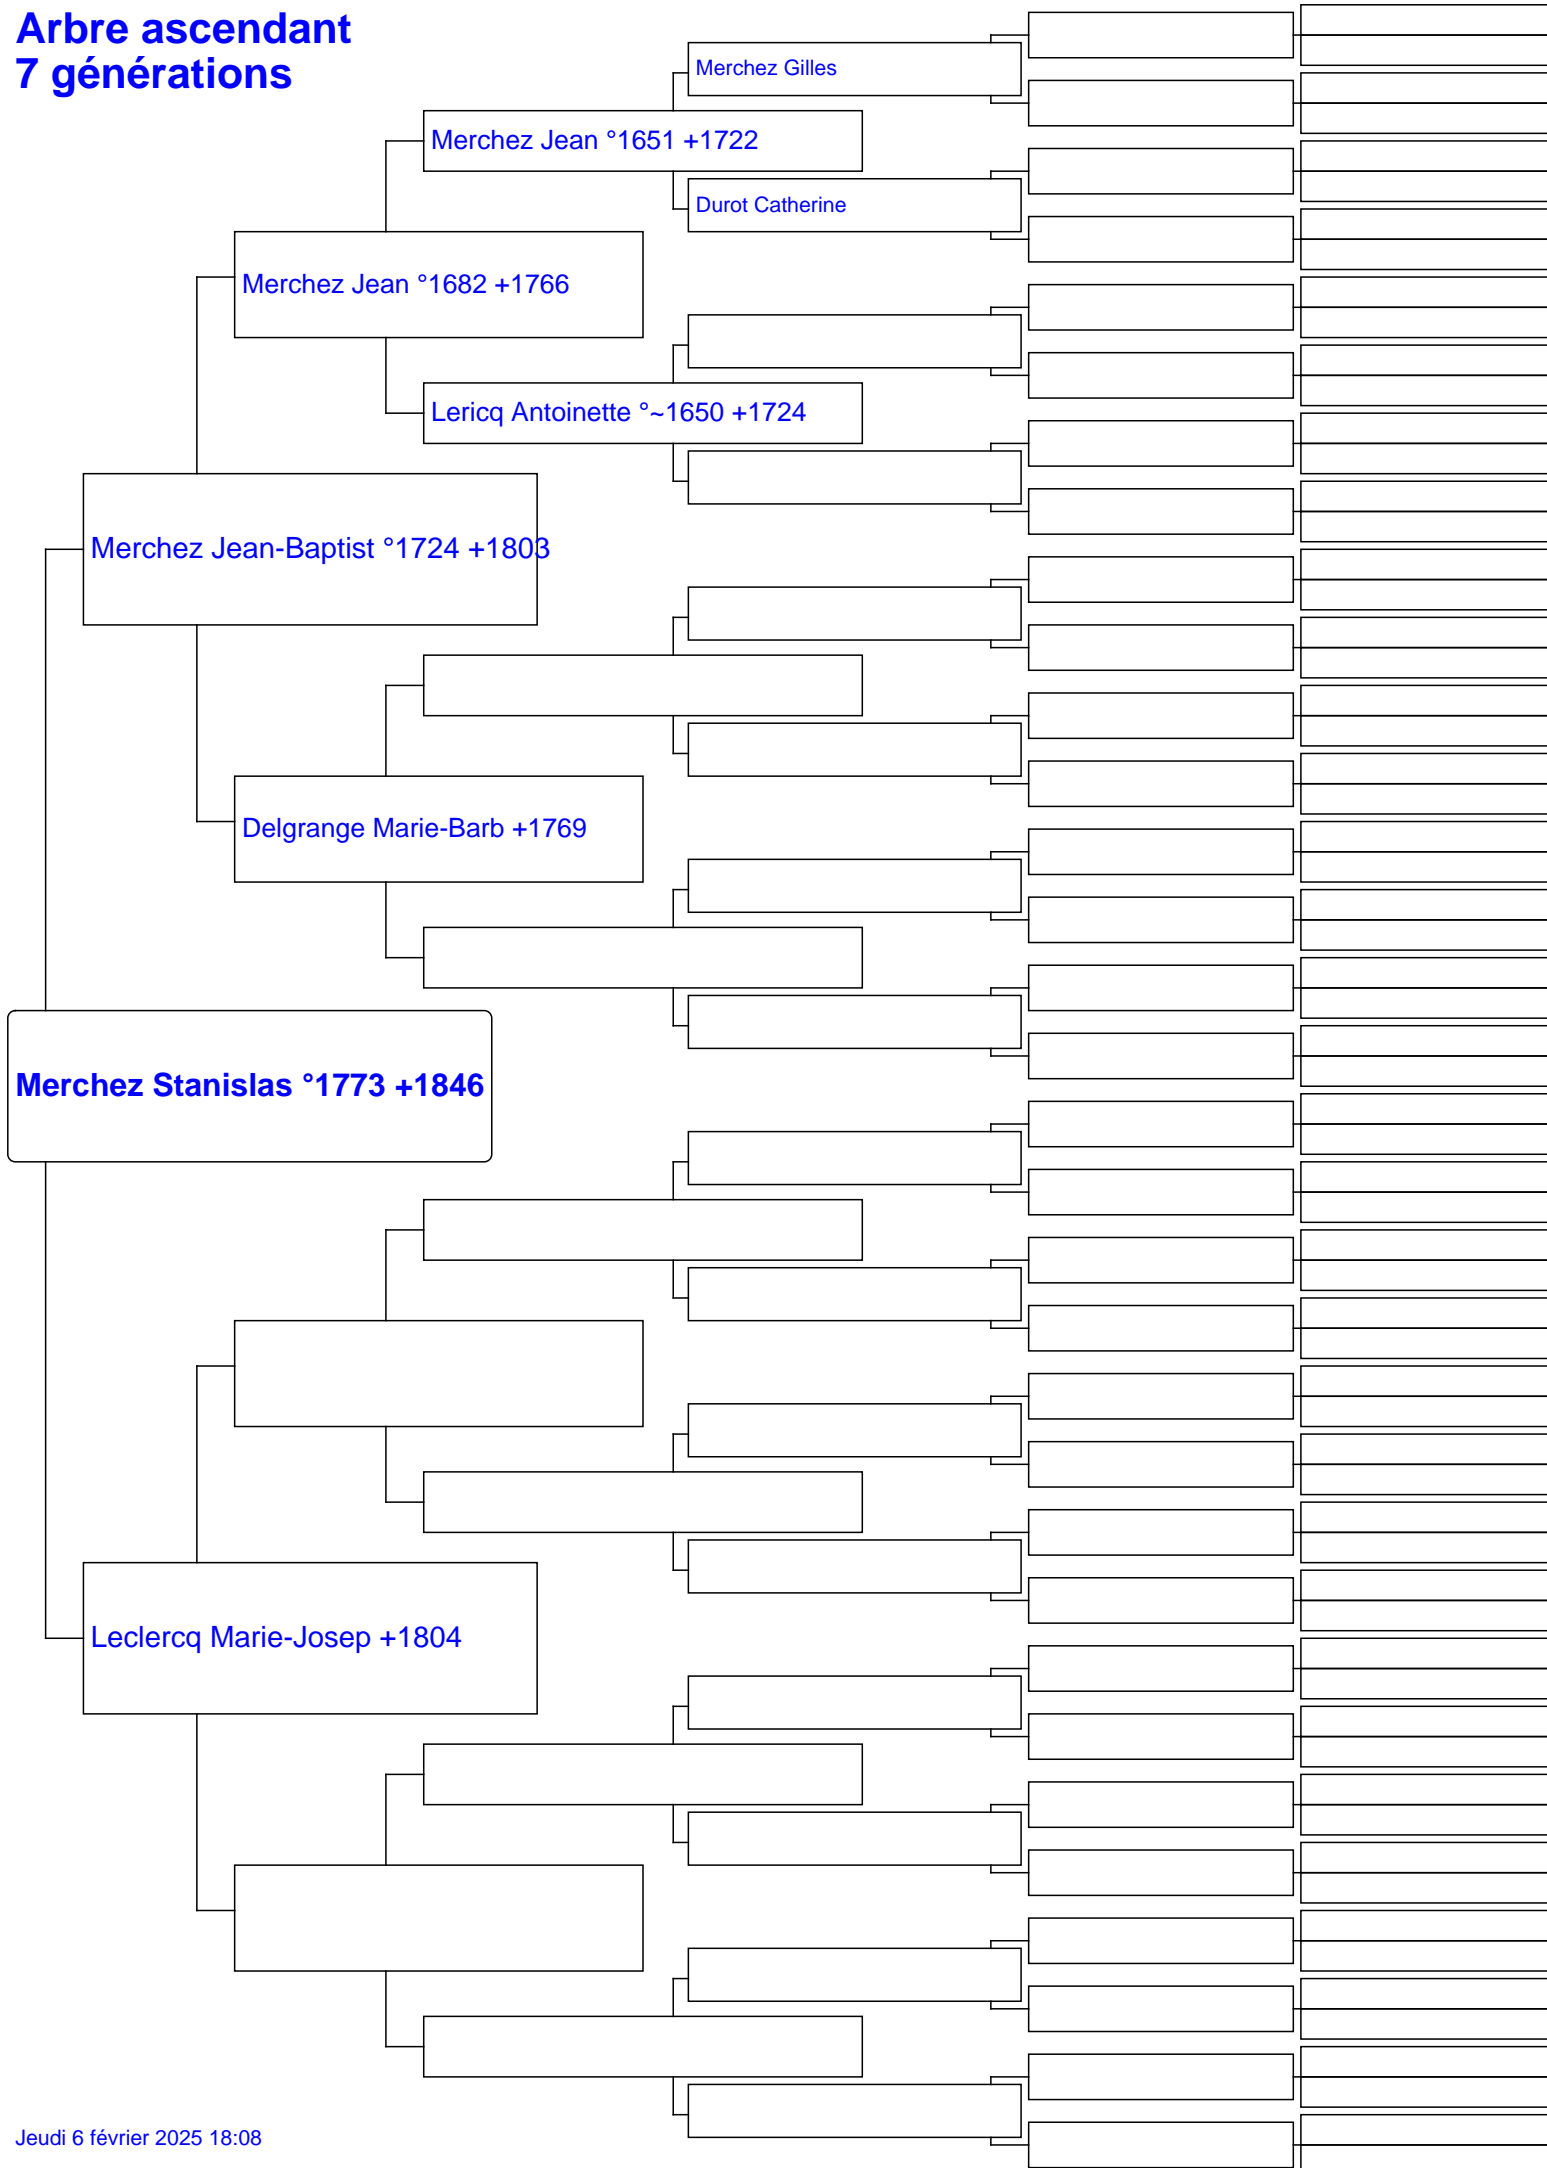 Arbre ascendant
7 générations
Merchez Gilles
Merchez Jean °1651 +1722
Durot Catherine
Merchez Jean °1682 +1766
Lericq Antoinette °~1650 +1724
Merchez Jean-Baptist °1724 +1803
Delgrange Marie-Barb +1769
Merchez Stanislas °1773 +1846
Leclercq Marie-Josep +1804
Jeudi 6 février 2025 18:08